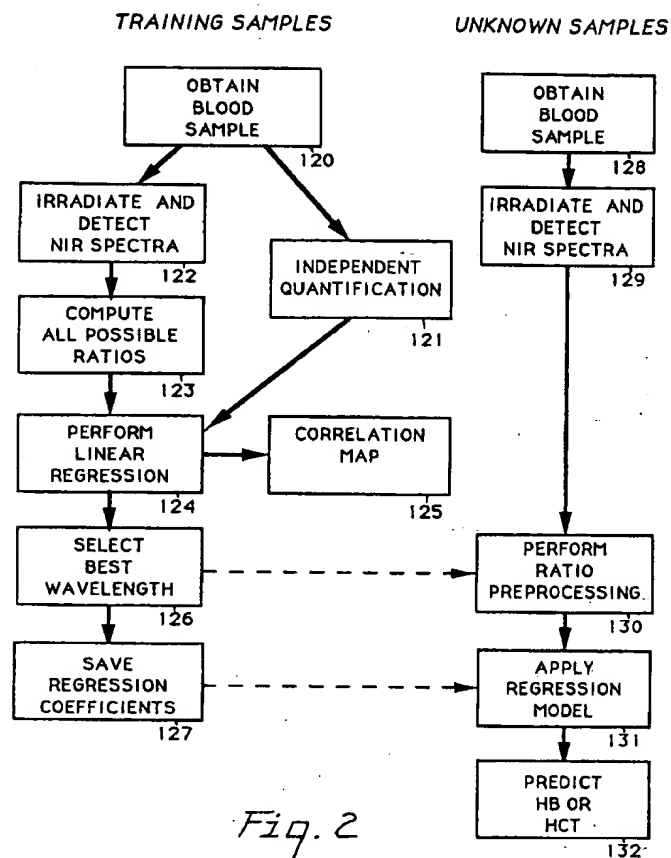 TRAINING SAMPLES
OBTAIN
BLOOD
SAMPLE
120
IRRADIATE AND
DETECT
NIR SPECTRA
122
INDEPENDENT
QUANTIFICATION
121
COMPUTE
ALL POSSIBLE
RATIOS
123
PERFORM
LINEAR
REGRESSION
124
CORRELATION
MAP
125
SELECT
BEST
WAVELENGTH
126
SAVE
REGRESSION
COEFFICIENTS
127
UNKNOWN SAMPLES
OBTAIN
BLOOD
SAMPLE
128
IRRADIATE AND
DETECT
NIR SPECTRA
129
PERFORM
RATIO
PREPROCESSING
130
APPLY
REGRESSION
MODEL
131
PREDICT
HB OR
HCT
132
Fig. 2